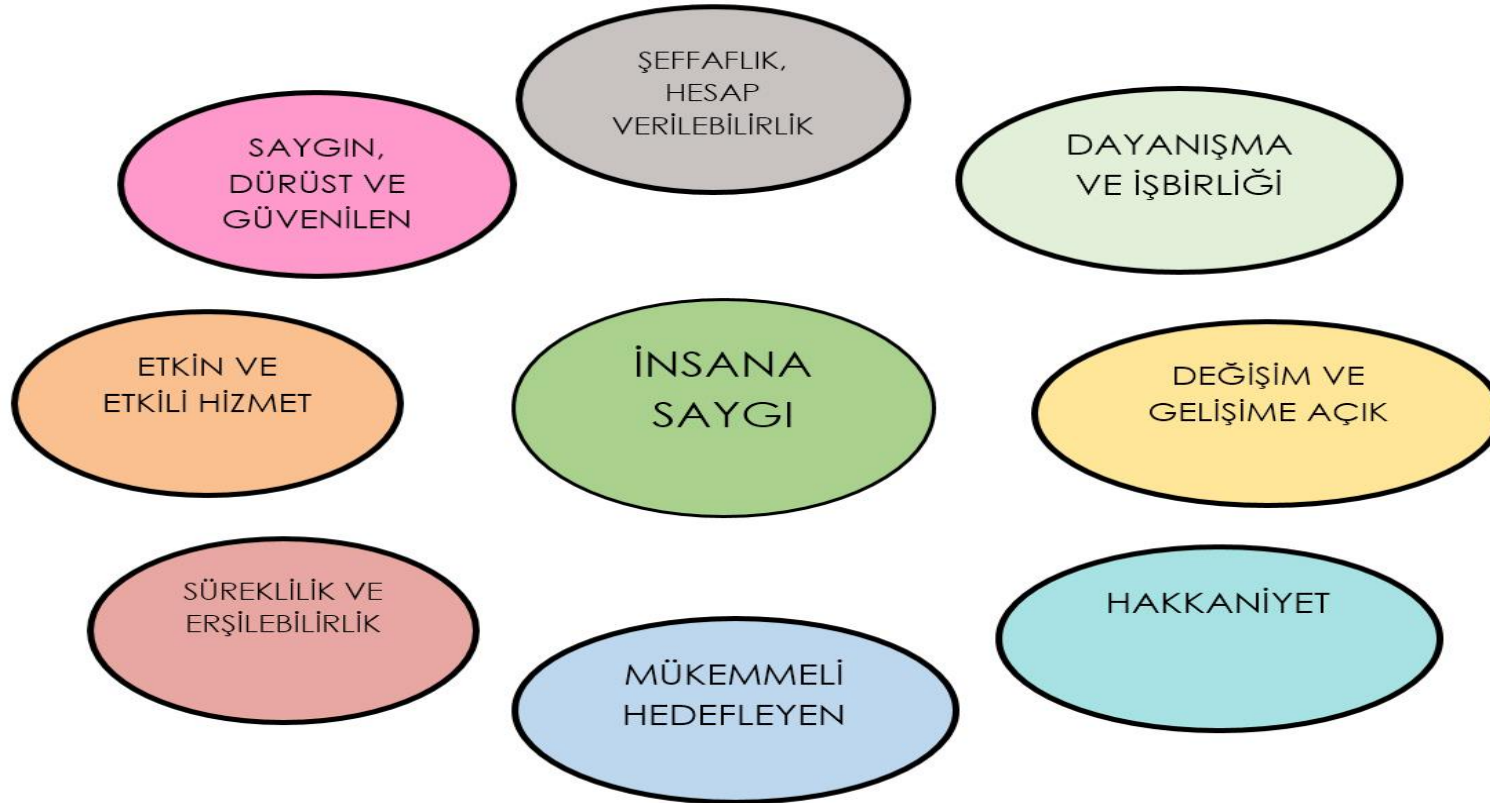 ŞEFFAFLIK,
HESAP
VERİLEBİLİRLİK
SAYGIN,
DÜRÜST VE
GÜVENİLEN
DAYANIŞMA
VE İŞBİRLİĞİ
ETKİN VE
ETKİLİ HİZMET
İNSANA
SAYGI
DEĞİŞİM VE
GELİŞİME AÇIK
SÜREKLİLİK VE
ERŞİLEBİLİRLİK
MÜKEMMELİ
HEDEFLEYEN
HAKKANİYET